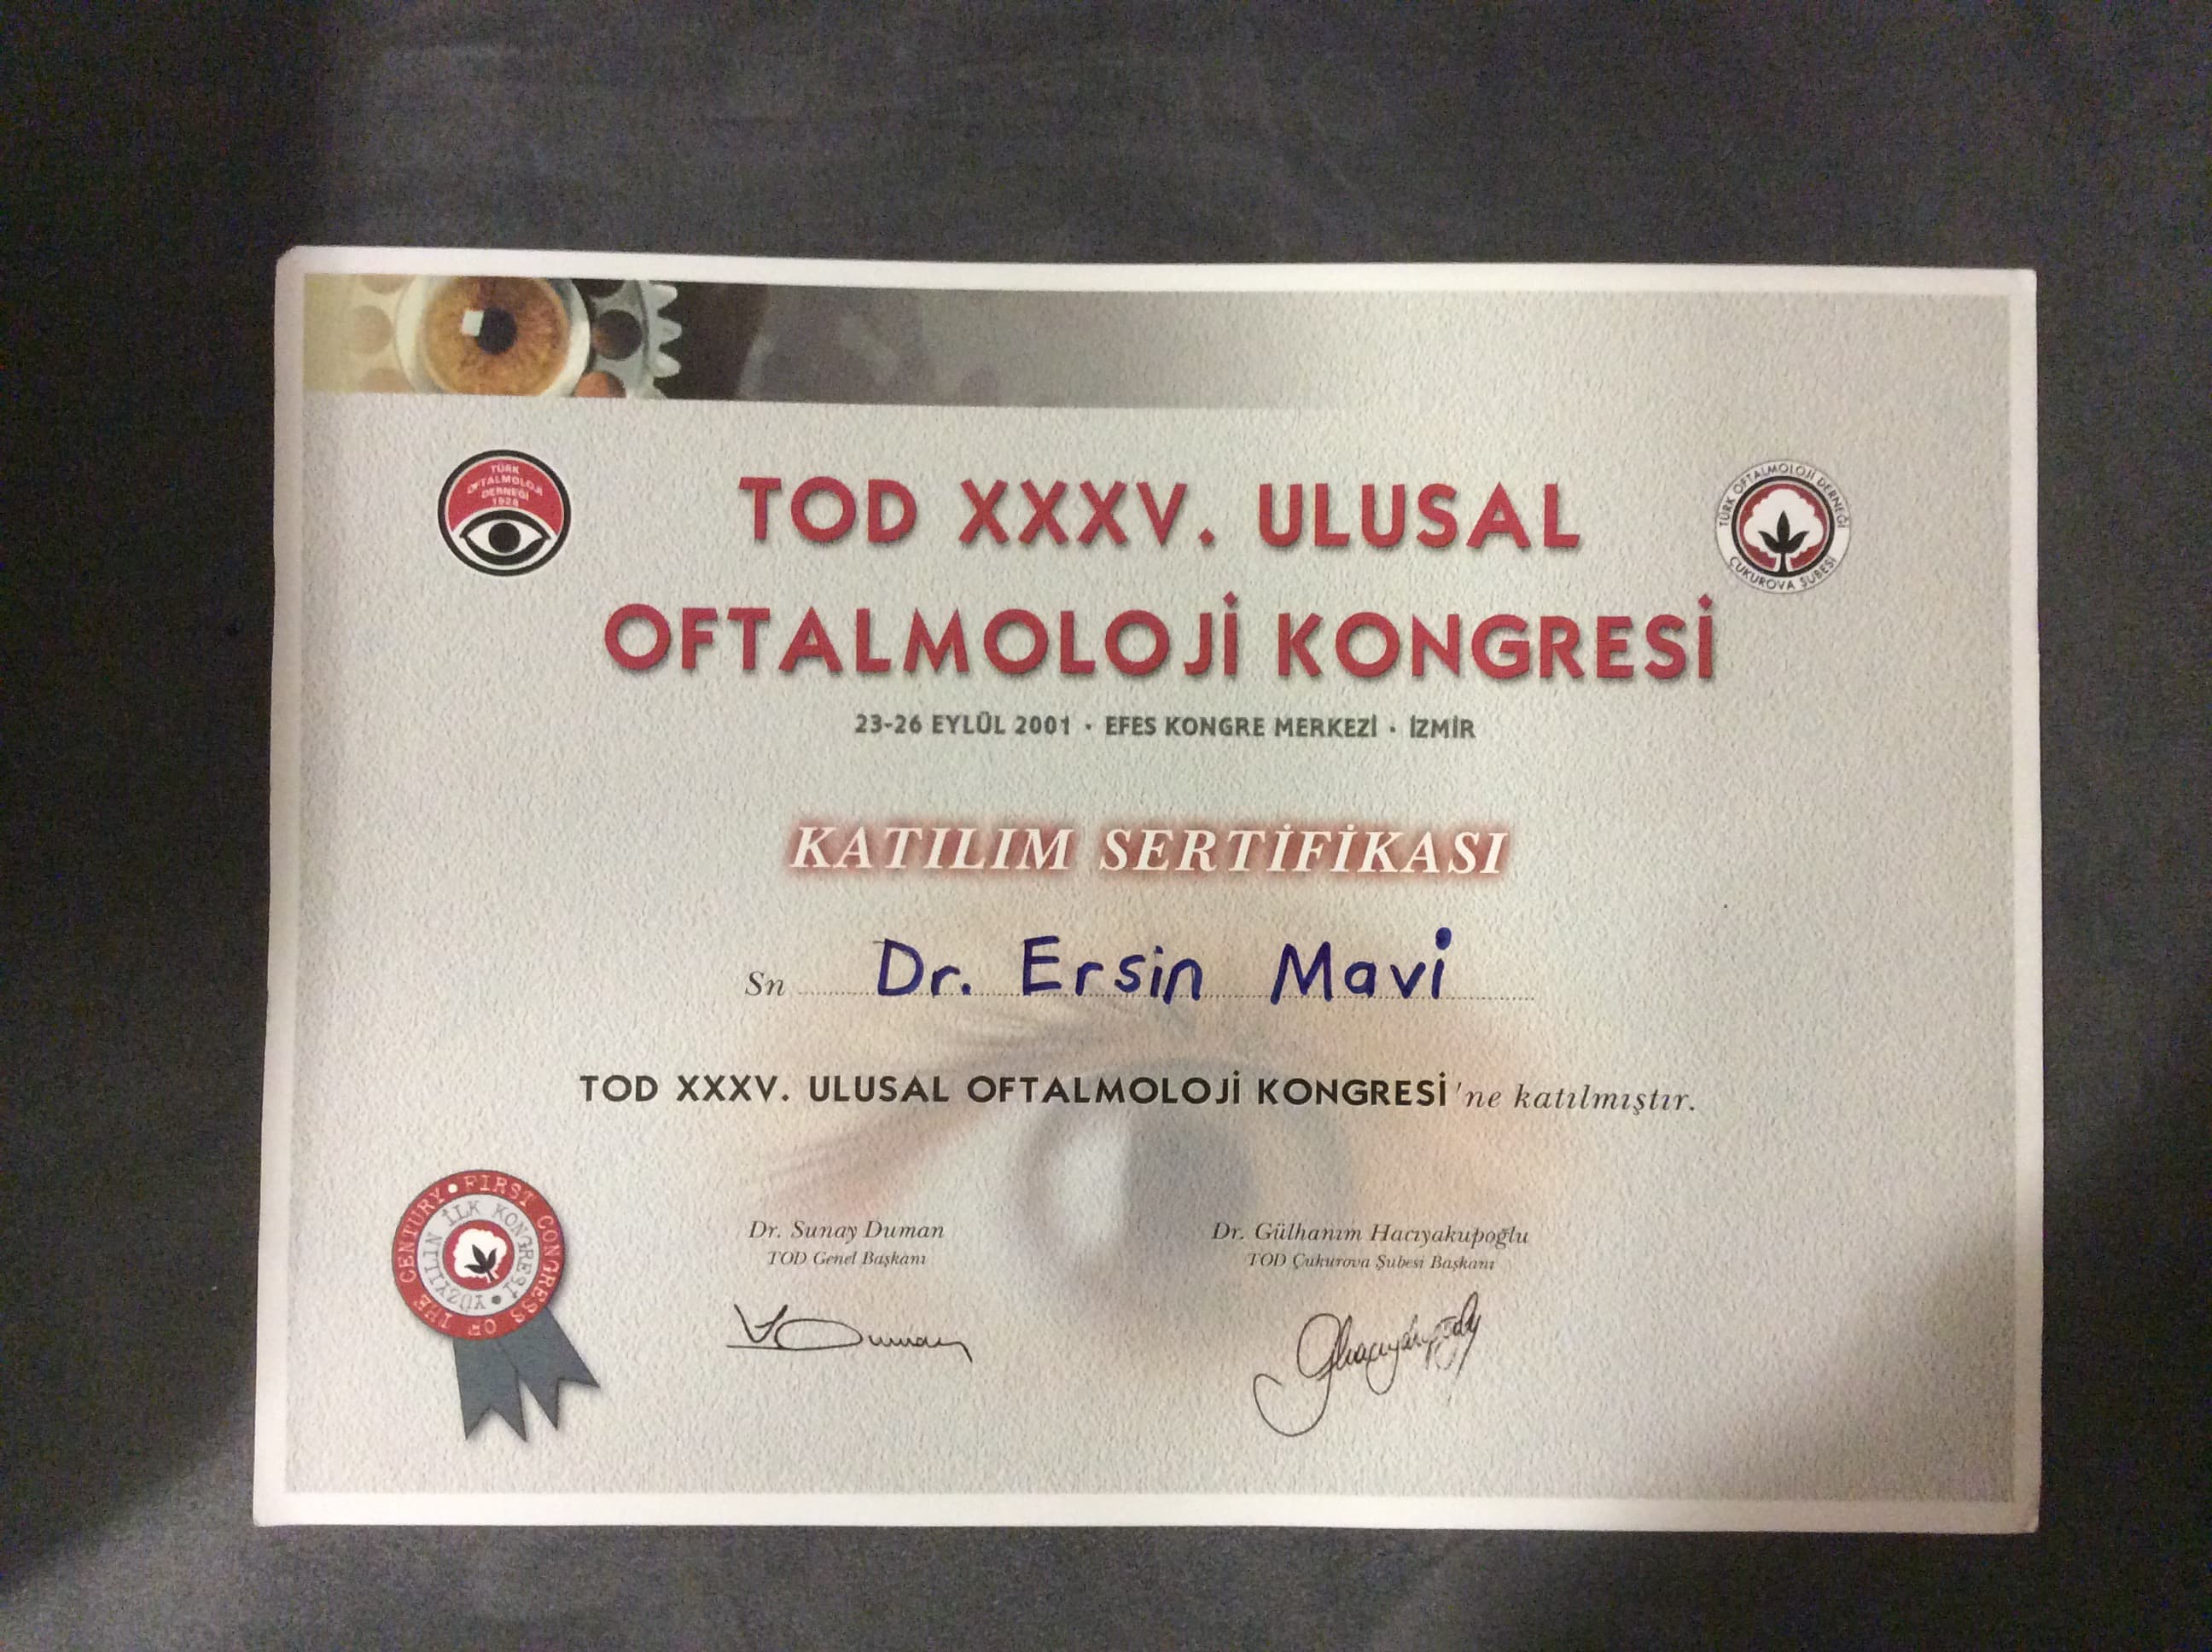 TÜRK
OFTALMOLOJİ
DERNEĞİ
1928
TÜRK OFTALMOLOJİ DERNEĞİ
ÇUKUROVA ŞUBESİ
TOD XXXV. ULUSAL
OFTALMOLOJİ KONGRESİ
23-26 EYLÜL 2001 · EFES KONGRE MERKEZİ · İZMİR
KATILIM SERTİFİKASI
Sn Dr. Ersin Mavi
TOD XXXV. ULUSAL OFTALMOLOJİ KONGRESİ'ne katılmıştır.
FIRST CONGRESS OF THE CENTURY
YÜZYILIN İLK KONGRESİ
Dr. Sunay Duman
TOD Genel Başkanı
Dr. Gülhanım Hacıyakupoğlu
TOD Çukurova Şubesi Başkanı